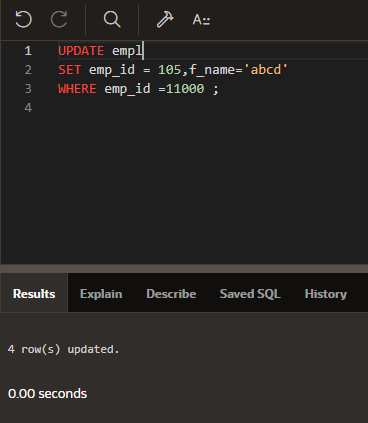 A::
1 UPDATE empl
2 SET emp_id = 105,f_name='abcd'
3 WHERE emp_id =11000 ;
4
Results Explain Describe Saved SQL History
4 row(s) updated.
0.00 seconds